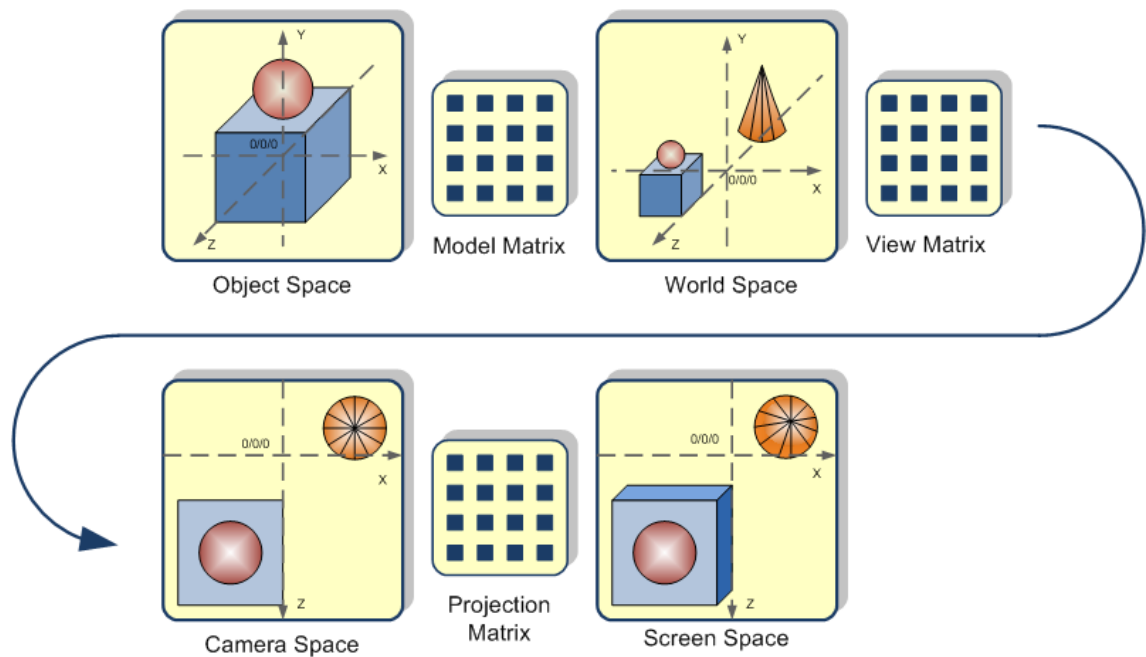 Y
0/0/0
X
Z
Object Space
Model Matrix
Y
0/0/0
X
Z
World Space
View Matrix
0/0/0
X
Z
Camera Space
Projection
Matrix
0/0/0
X
Z
Screen Space